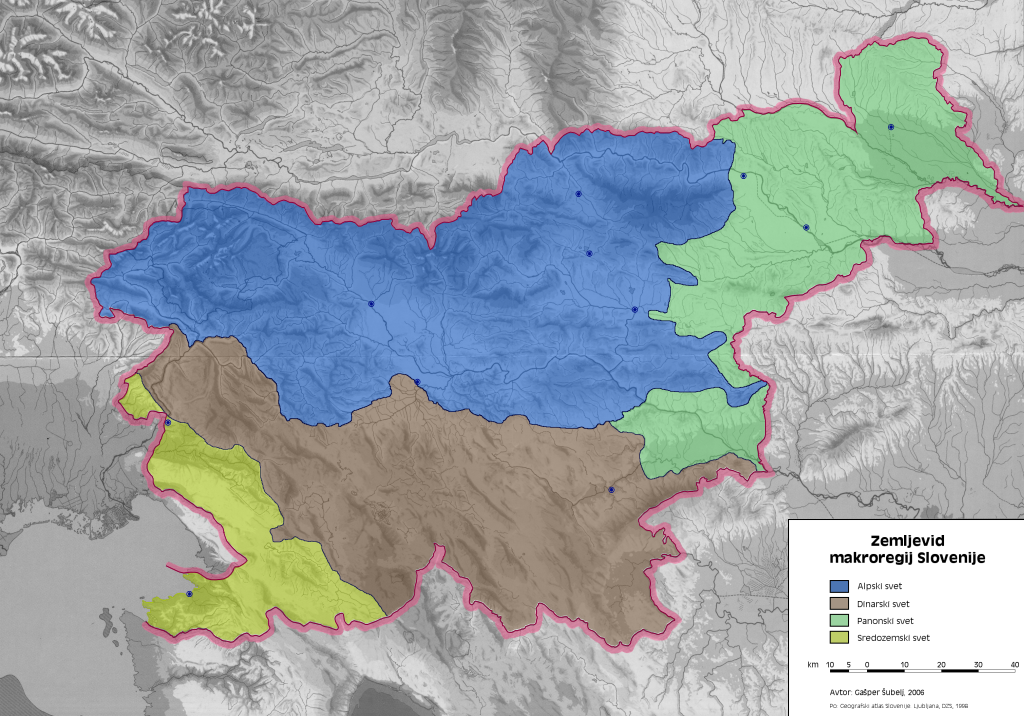 Zemljevid
makroregij Slovenije
Alpski svet
Dinarski svet
Panonski svet
Sredozemski svet
km 10 5 0 10 20 30 40
Avtor: Gašper Šubelj, 2006
Po: Geografski atlas Slovenije. Ljubljana, DZS, 1998